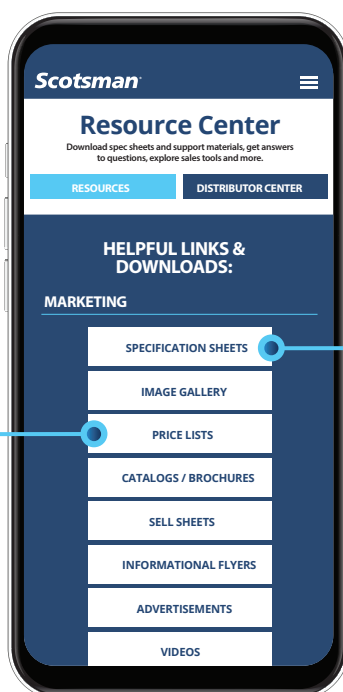 Scotsman
Resource Center
Download spec sheets and support materials, get answers
to questions, explore sales tools and more.
RESOURCES
DISTRIBUTOR CENTER
HELPFUL LINKS &
DOWNLOADS:
MARKETING
SPECIFICATION SHEETS
IMAGE GALLERY
PRICE LISTS
CATALOGS / BROCHURES
SELL SHEETS
INFORMATIONAL FLYERS
ADVERTISEMENTS
VIDEOS